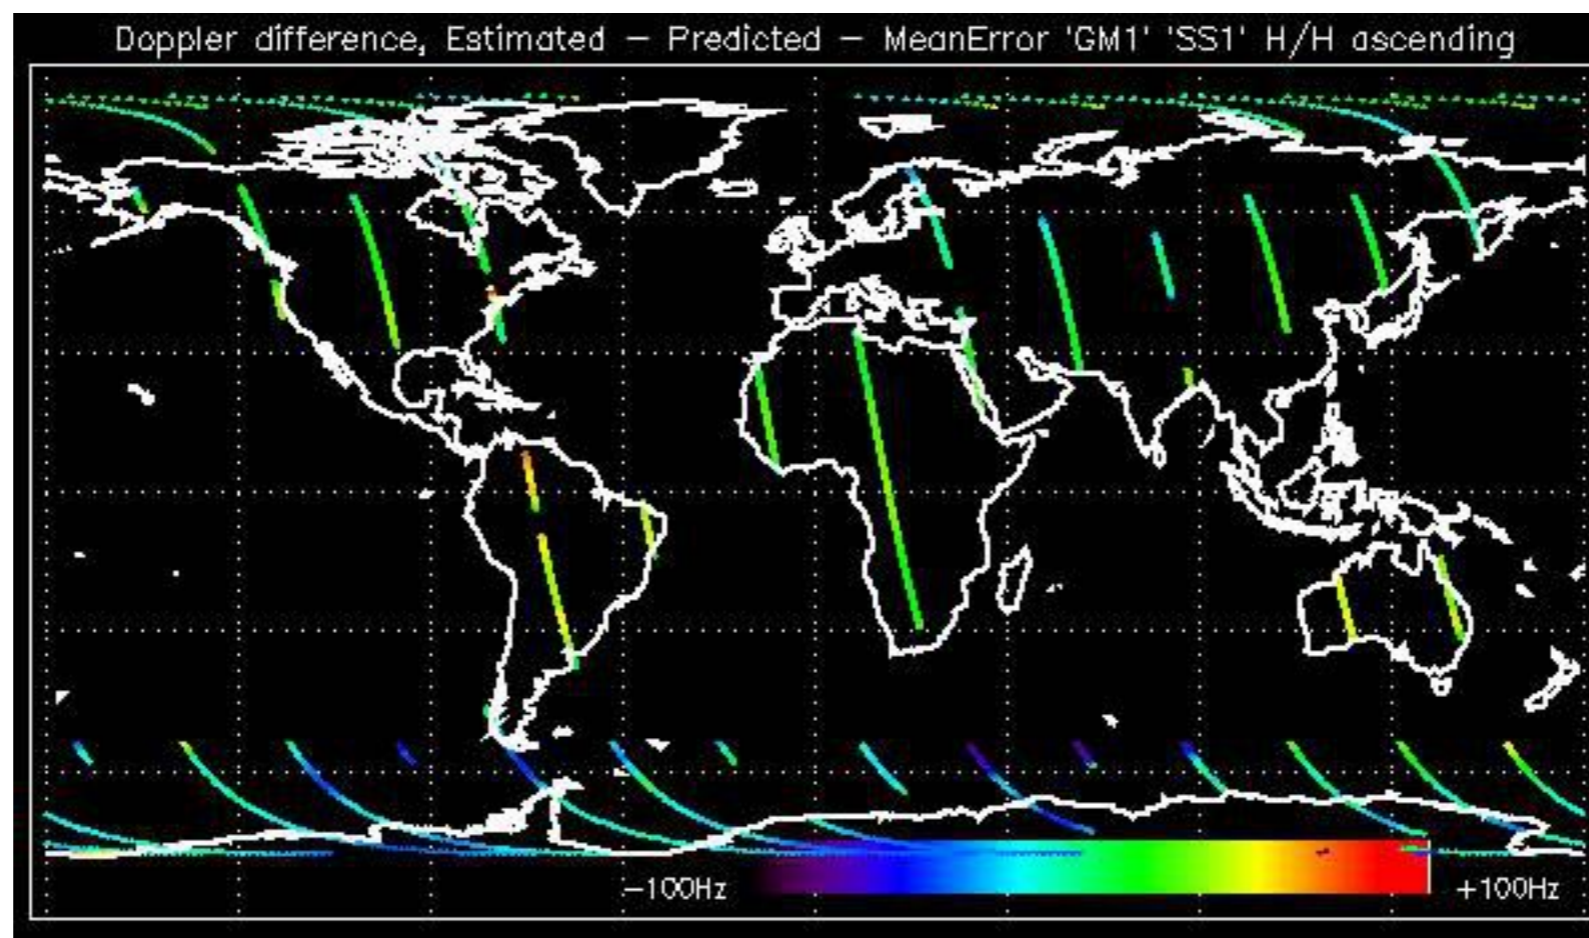 Doppler difference, Estimated – Predicted – MeanError 'GM1' 'SS1' H/H ascending
–100Hz
+100Hz